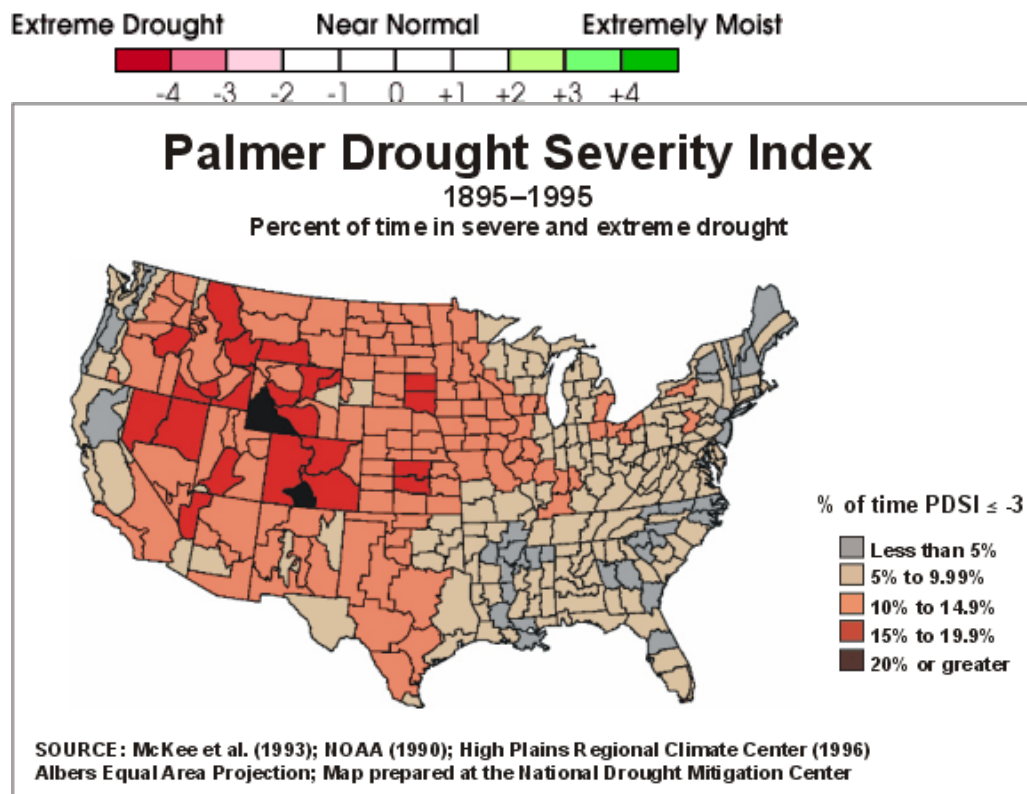 Extreme Drought Near Normal Extremely Moist
-4 -3 -2 -1 0 +1 +2 +3 +4
Palmer Drought Severity Index
1895–1995
Percent of time in severe and extreme drought
% of time PDSI ≤ -3
Less than 5%
5% to 9.99%
10% to 14.9%
15% to 19.9%
20% or greater
SOURCE: McKee et al. (1993); NOAA (1990); High Plains Regional Climate Center (1996)
Albers Equal Area Projection; Map prepared at the National Drought Mitigation Center